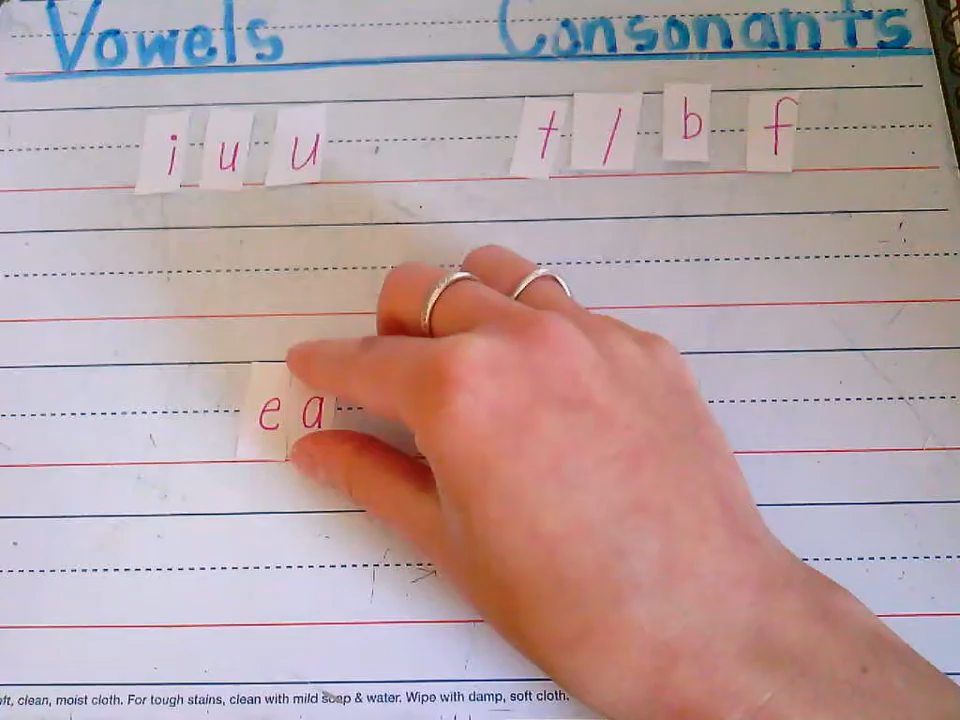 Vowels Consonants
i u u t l b f
e a
oft, clean, moist cloth. For tough stains, clean with mild soap & water. Wipe with damp, soft cloth.